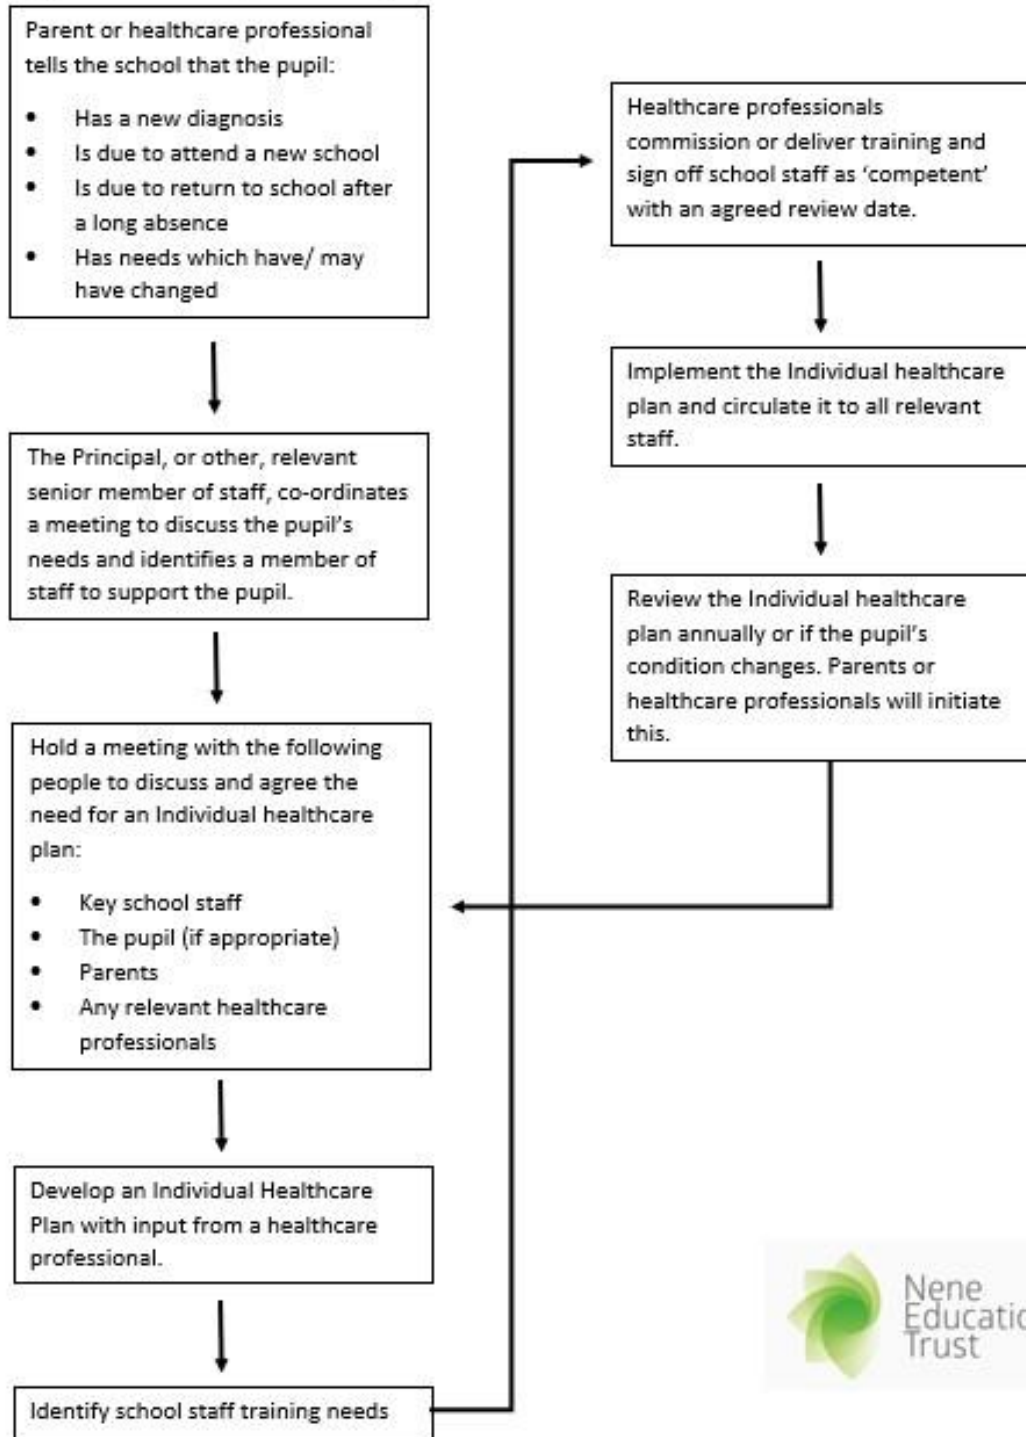 Parent or healthcare professional
tells the school that the pupil:
• Has a new diagnosis
• Is due to attend a new school
• Is due to return to school after
a long absence
• Has needs which have/ may
have changed
The Principal, or other, relevant
senior member of staff, co-ordinates
a meeting to discuss the pupil's
needs and identifies a member of
staff to support the pupil.
Hold a meeting with the following
people to discuss and agree the
need for an Individual healthcare
plan:
• Key school staff
• The pupil (if appropriate)
• Parents
• Any relevant healthcare
professionals
Develop an Individual Healthcare
Plan with input from a healthcare
professional.
Identify school staff training needs
Healthcare professionals
commission or deliver training and
sign off school staff as ‘competent’
with an agreed review date.
Implement the Individual healthcare
plan and circulate it to all relevant
staff.
Review the Individual healthcare
plan annually or if the pupil's
condition changes. Parents or
healthcare professionals will initiate
this.
Nene
Educatio
Trust